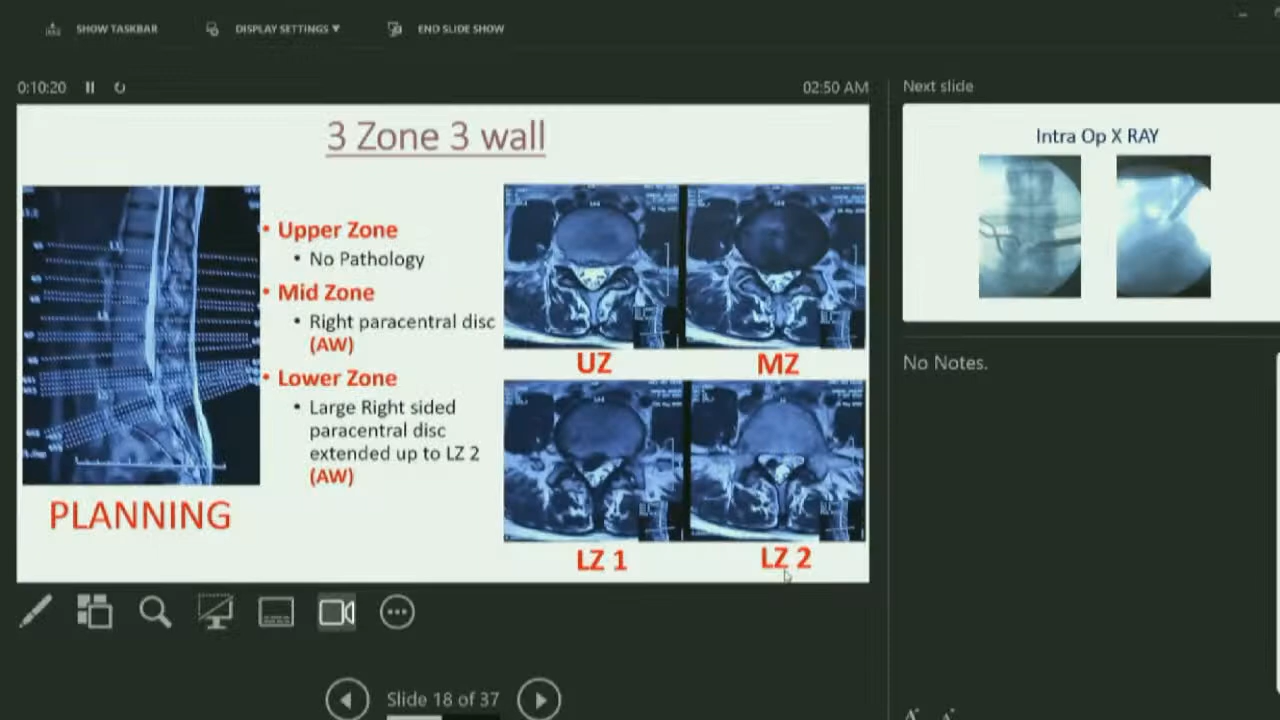 SHOW TASKBAR
DISPLAY SETTINGS ▼
END SLIDE SHOW
0:10:20
02:50 AM
Next slide
3 Zone 3 wall
Intra Op X RAY
• Upper Zone
• No Pathology
• Mid Zone
• Right paracentral disc
(AW)
• Lower Zone
• Large Right sided
paracentral disc
extended up to LZ 2
(AW)
PLANNING
UZ
MZ
LZ 1
LZ 2
No Notes.
Slide 18 of 37